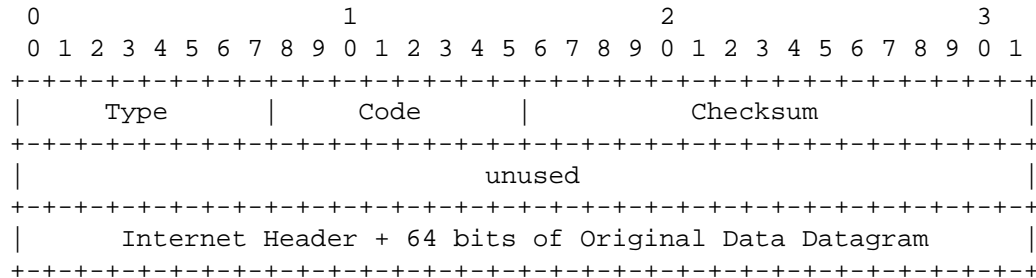 0                   1                   2                   3
0 1 2 3 4 5 6 7 8 9 0 1 2 3 4 5 6 7 8 9 0 1 2 3 4 5 6 7 8 9 0 1
+-+-+-+-+-+-+-+-+-+-+-+-+-+-+-+-+-+-+-+-+-+-+-+-+-+-+-+-+-+-+-+-+
|     Type      |     Code      |          Checksum             |
+-+-+-+-+-+-+-+-+-+-+-+-+-+-+-+-+-+-+-+-+-+-+-+-+-+-+-+-+-+-+-+-+
|                             unused                            |
+-+-+-+-+-+-+-+-+-+-+-+-+-+-+-+-+-+-+-+-+-+-+-+-+-+-+-+-+-+-+-+-+
|      Internet Header + 64 bits of Original Data Datagram      |
+-+-+-+-+-+-+-+-+-+-+-+-+-+-+-+-+-+-+-+-+-+-+-+-+-+-+-+-+-+-+-+-+